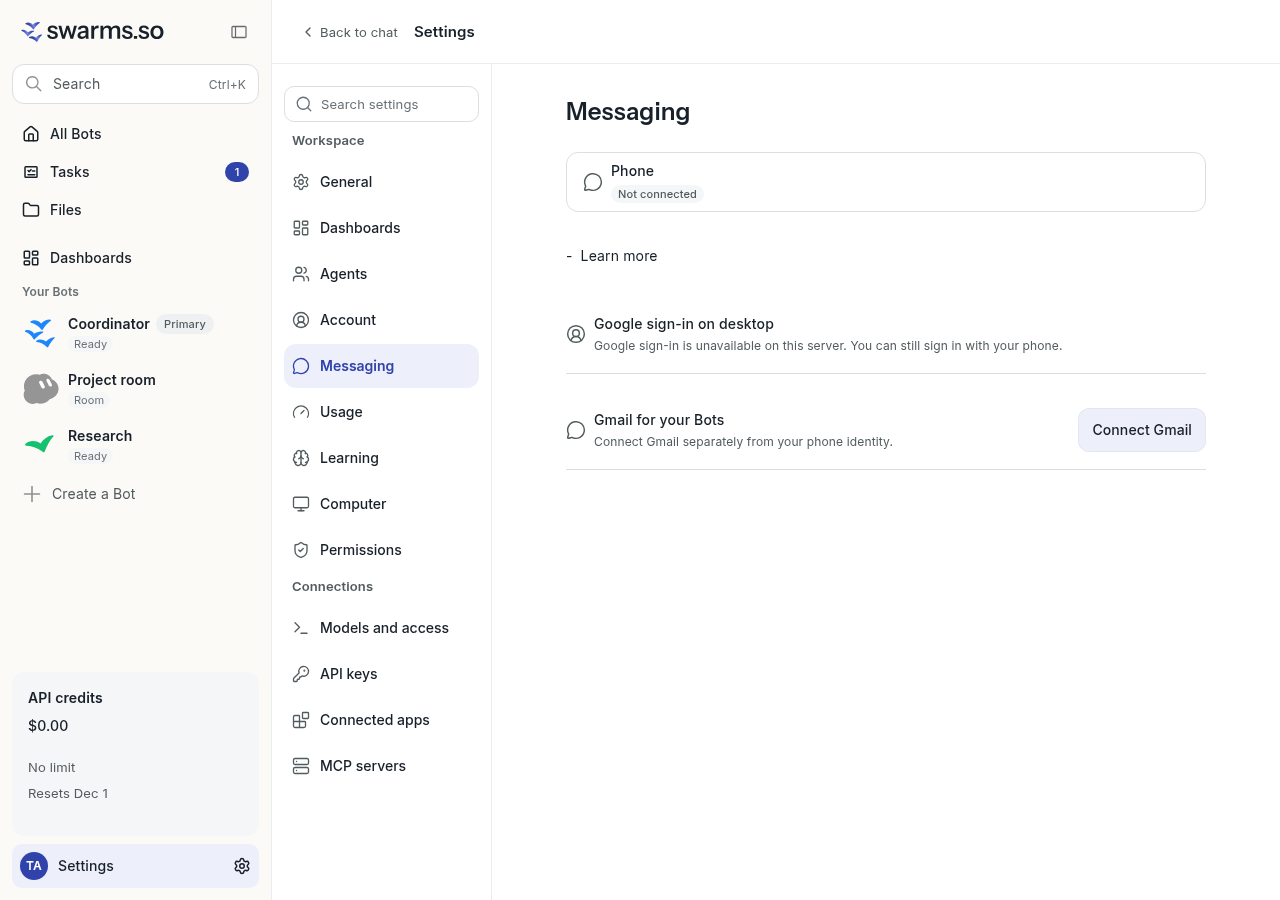 swarms.so
Search Ctrl+K
All Bots
Tasks 1
Files
Dashboards
Your Bots
Coordinator Primary
Ready
Project room
Room
Research
Ready
Create a Bot
API credits
$0.00
No limit
Resets Dec 1
TA Settings
Back to chat Settings
Search settings
Workspace
General
Dashboards
Agents
Account
Messaging
Usage
Learning
Computer
Permissions
Connections
Models and access
API keys
Connected apps
MCP servers
Messaging
Phone
Not connected
- Learn more
Google sign-in on desktop
Google sign-in is unavailable on this server. You can still sign in with your phone.
Gmail for your Bots
Connect Gmail separately from your phone identity.
Connect Gmail